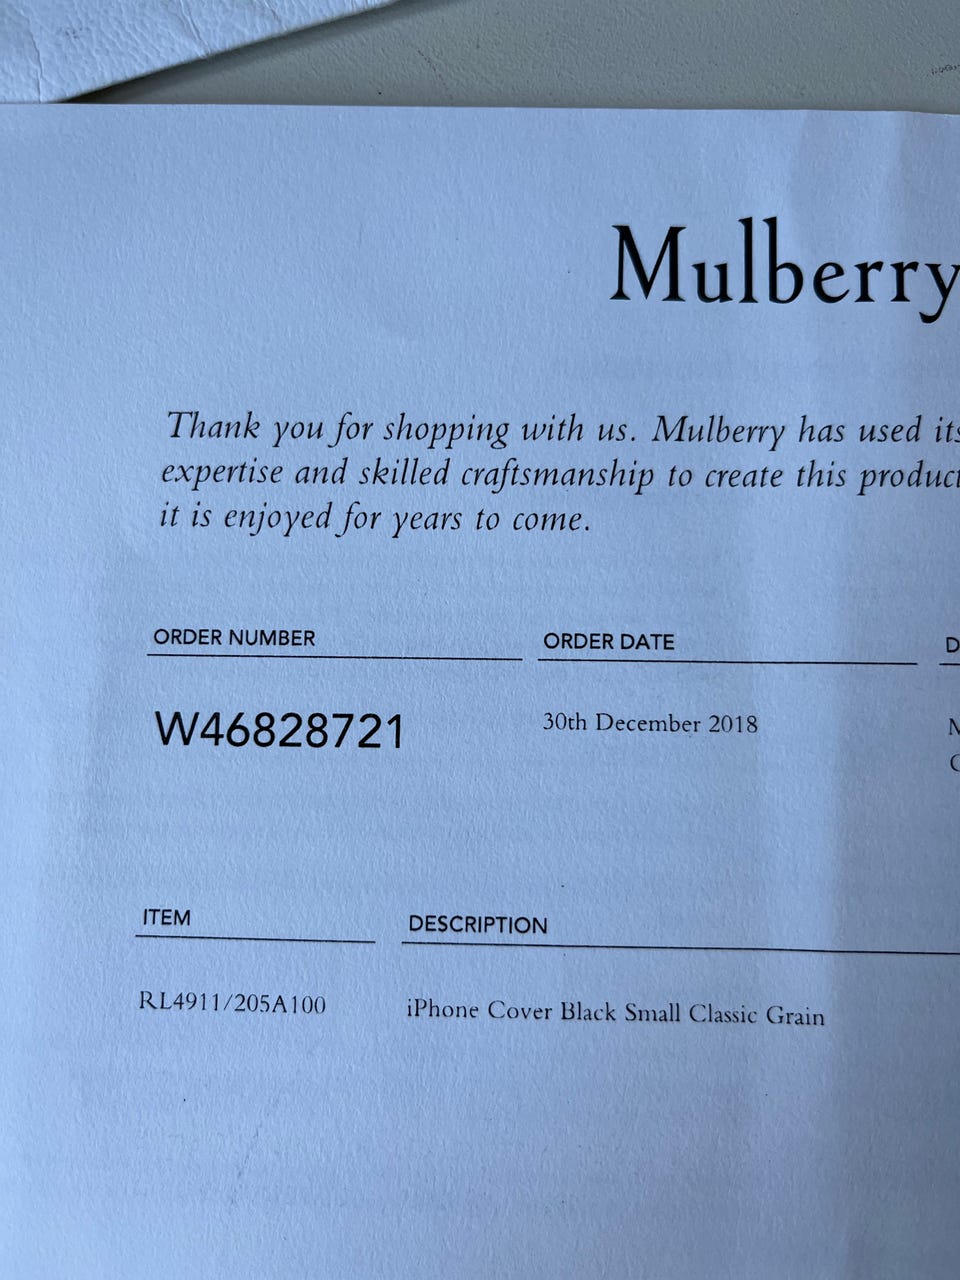 Mulberry
Thank you for shopping with us. Mulberry has used its
expertise and skilled craftsmanship to create this product
it is enjoyed for years to come.
ORDER NUMBER ORDER DATE
W46828721 30th December 2018
ITEM DESCRIPTION
RL4911/205A100 iPhone Cover Black Small Classic Grain